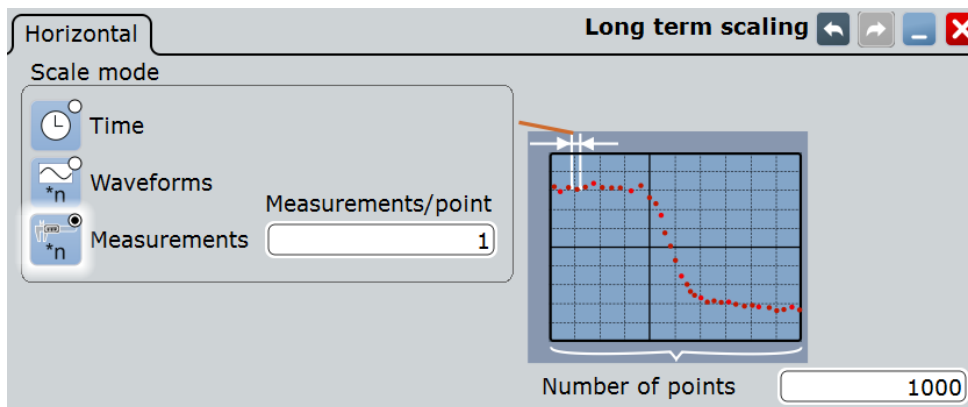 Horizontal
Long term scaling
Scale mode
Time
*n
Waveforms
Measurements/point
*n
Measurements
1
Number of points
1000